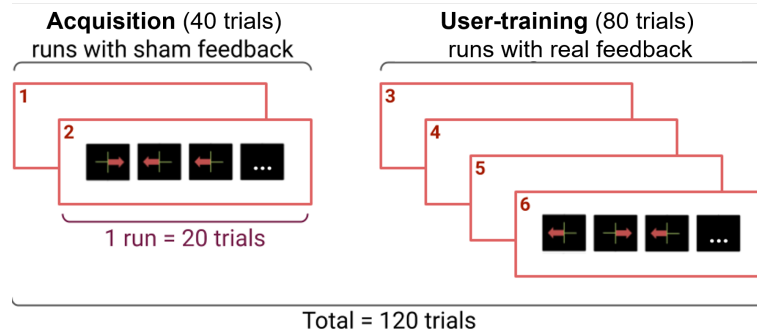 Acquisition (40 trials)
runs with sham feedback
1
2
...
1 run = 20 trials
User-training (80 trials)
runs with real feedback
3
4
5
6
...
Total = 120 trials